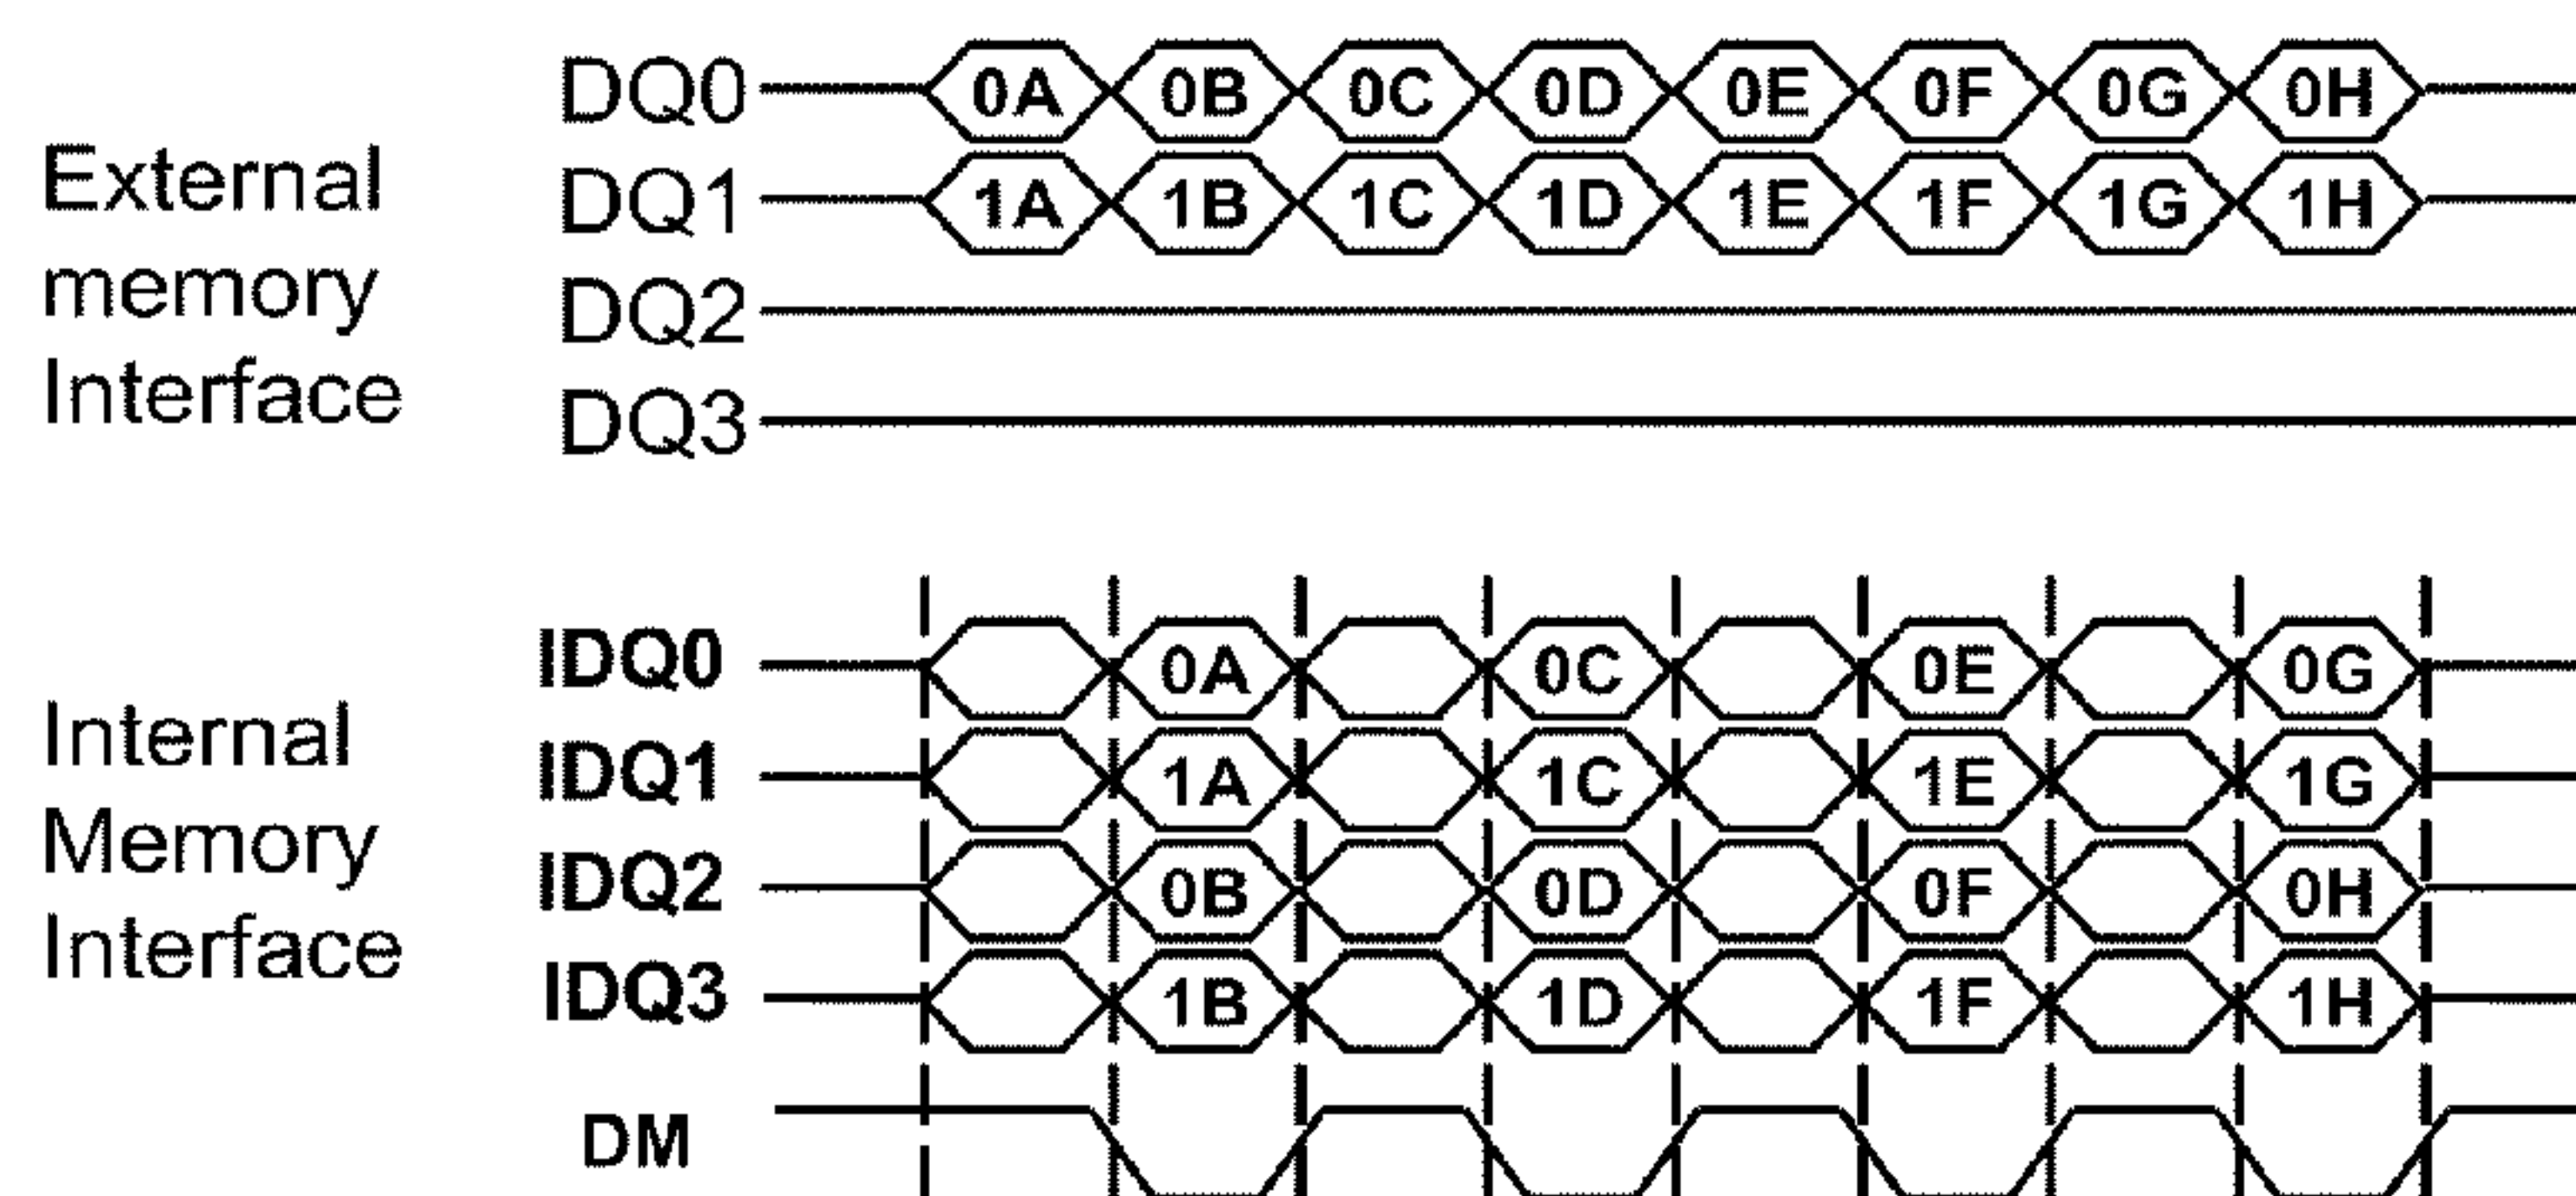 External
memory
Interface
DQ0 0A 0B 0C 0D 0E 0F 0G 0H
DQ1 1A 1B 1C 1D 1E 1F 1G 1H
DQ2
DQ3
Internal
Memory
Interface
IDQ0 0A 0C 0E 0G
IDQ1 1A 1C 1E 1G
IDQ2 0B 0D 0F 0H
IDQ3 1B 1D 1F 1H
DM